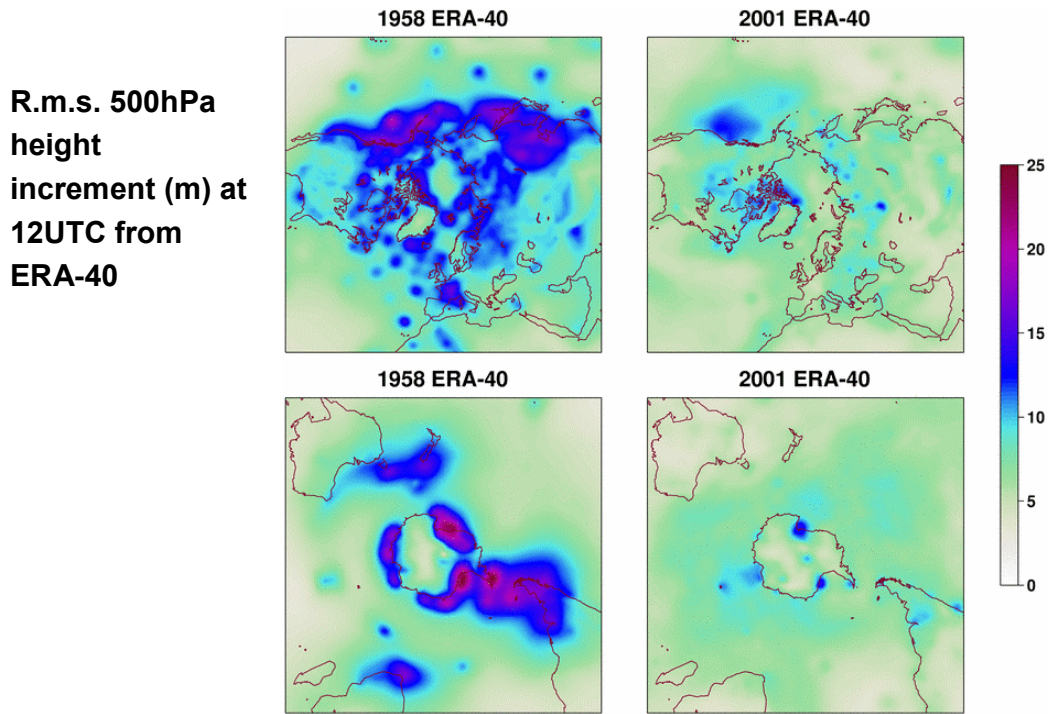 R.m.s. 500hPa
height
increment (m) at
12UTC from
ERA-40
1958 ERA-40
2001 ERA-40
1958 ERA-40
2001 ERA-40
25
20
15
10
5
0